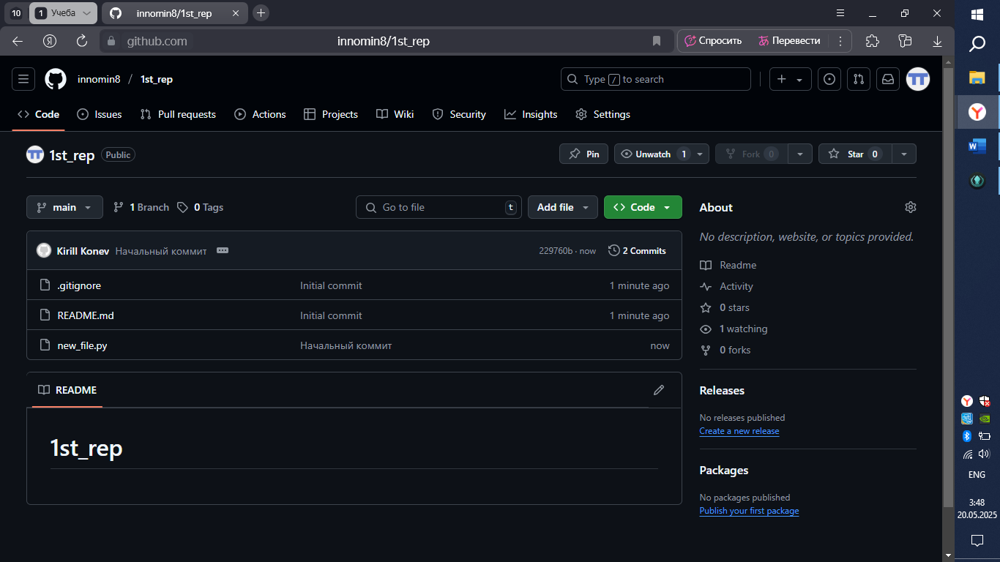 10
1 Учеба
innomin8/1st_rep
github.com innomin8/1st_rep Спросить Перевести
innomin8 / 1st_rep Type / to search
Code Issues Pull requests Actions Projects Wiki Security Insights Settings
1st_rep Public Pin Unwatch 1 Fork 0 Star 0
main 1 Branch 0 Tags Go to file t Add file Code
Kirill Konev Начальный коммит 229760b · now 2 Commits
.gitignore Initial commit 1 minute ago
README.md Initial commit 1 minute ago
new_file.py Начальный коммит now
README
1st_rep
About
No description, website, or topics provided.
Readme
Activity
0 stars
1 watching
0 forks
Releases
No releases published
Create a new release
Packages
No packages published
Publish your first package
ENG
3:48
20.05.2025